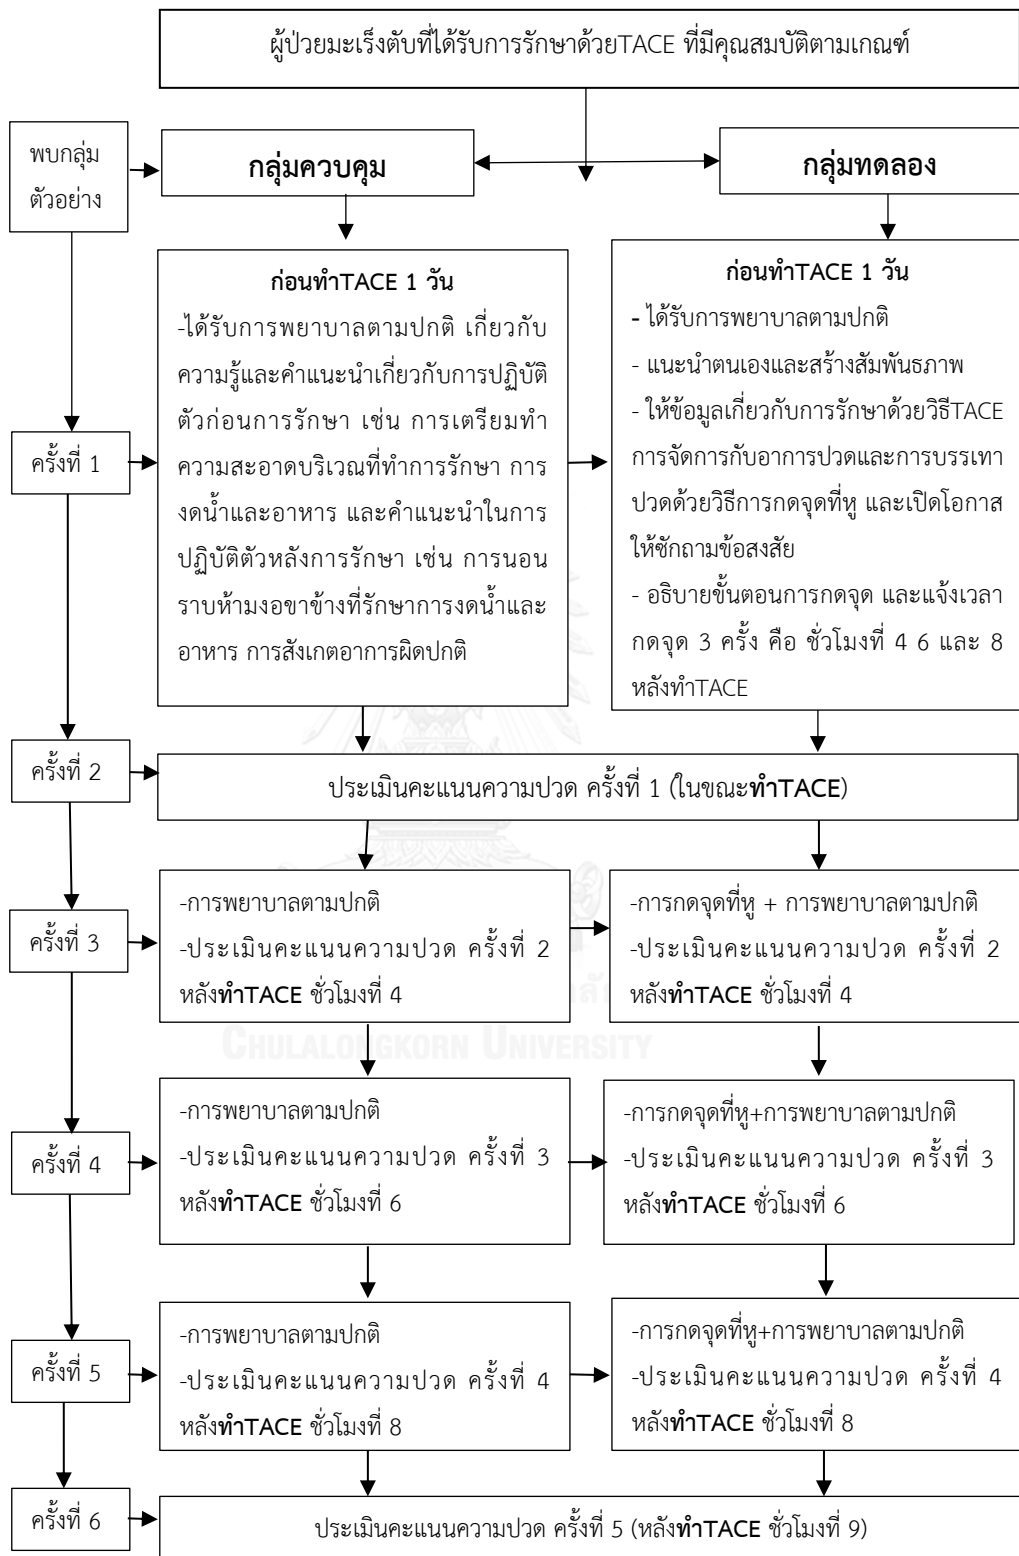 ผู้ป่วยมะเร็งตับที่ได้รับการรักษาด้วยTACE ที่มีคุณสมบัติตามเกณฑ์
พบกลุ่ม
ตัวอย่าง
กลุ่มควบคุม
กลุ่มทดลอง
ครั้งที่ 1
ก่อนทำTACE 1 วัน
-ได้รับการพยาบาลตามปกติ เกี่ยวกับ
ความรู้และคำแนะนำเกี่ยวกับการปฏิบัติ
ตัวก่อนการรักษา เช่น การเตรียมทำ
ความสะอาดบริเวณที่ทำการรักษา การ
งดน้ำและอาหาร และคำแนะนำในการ
ปฏิบัติตัวหลังการรักษา เช่น การนอน
ราบห้ามงอขาข้างที่รักษาการงดน้ำและ
อาหาร การสังเกตอาการผิดปกติ
ก่อนทำTACE 1 วัน
- ได้รับการพยาบาลตามปกติ
- แนะนำตนเองและสร้างสัมพันธภาพ
- ให้ข้อมูลเกี่ยวกับการรักษาด้วยวิธีTACE
การจัดการกับอาการปวดและการบรรเทา
ปวดด้วยวิธีการกดจุดที่หู และเปิดโอกาส
ให้ซักถามข้อสงสัย
- อธิบายขั้นตอนการกดจุด และแจ้งเวลา
กดจุด 3 ครั้ง คือ ชั่วโมงที่ 4 6 และ 8
หลังทำTACE
ครั้งที่ 2
ประเมินคะแนนความปวด ครั้งที่ 1 (ในขณะทำTACE)
ครั้งที่ 3
-การพยาบาลตามปกติ
-ประเมินคะแนนความปวด ครั้งที่ 2
หลังทำTACE ชั่วโมงที่ 4
-การกดจุดที่หู + การพยาบาลตามปกติ
-ประเมินคะแนนความปวด ครั้งที่ 2
หลังทำTACE ชั่วโมงที่ 4
CHULALONGKORN UNIVERSITY
ครั้งที่ 4
-การพยาบาลตามปกติ
-ประเมินคะแนนความปวด ครั้งที่ 3
หลังทำTACE ชั่วโมงที่ 6
-การกดจุดที่หู+การพยาบาลตามปกติ
-ประเมินคะแนนความปวด ครั้งที่ 3
หลังทำTACE ชั่วโมงที่ 6
ครั้งที่ 5
-การพยาบาลตามปกติ
-ประเมินคะแนนความปวด ครั้งที่ 4
หลังทำTACE ชั่วโมงที่ 8
-การกดจุดที่หู+การพยาบาลตามปกติ
-ประเมินคะแนนความปวด ครั้งที่ 4
หลังทำTACE ชั่วโมงที่ 8
ครั้งที่ 6
ประเมินคะแนนความปวด ครั้งที่ 5 (หลังทำTACE ชั่วโมงที่ 9)